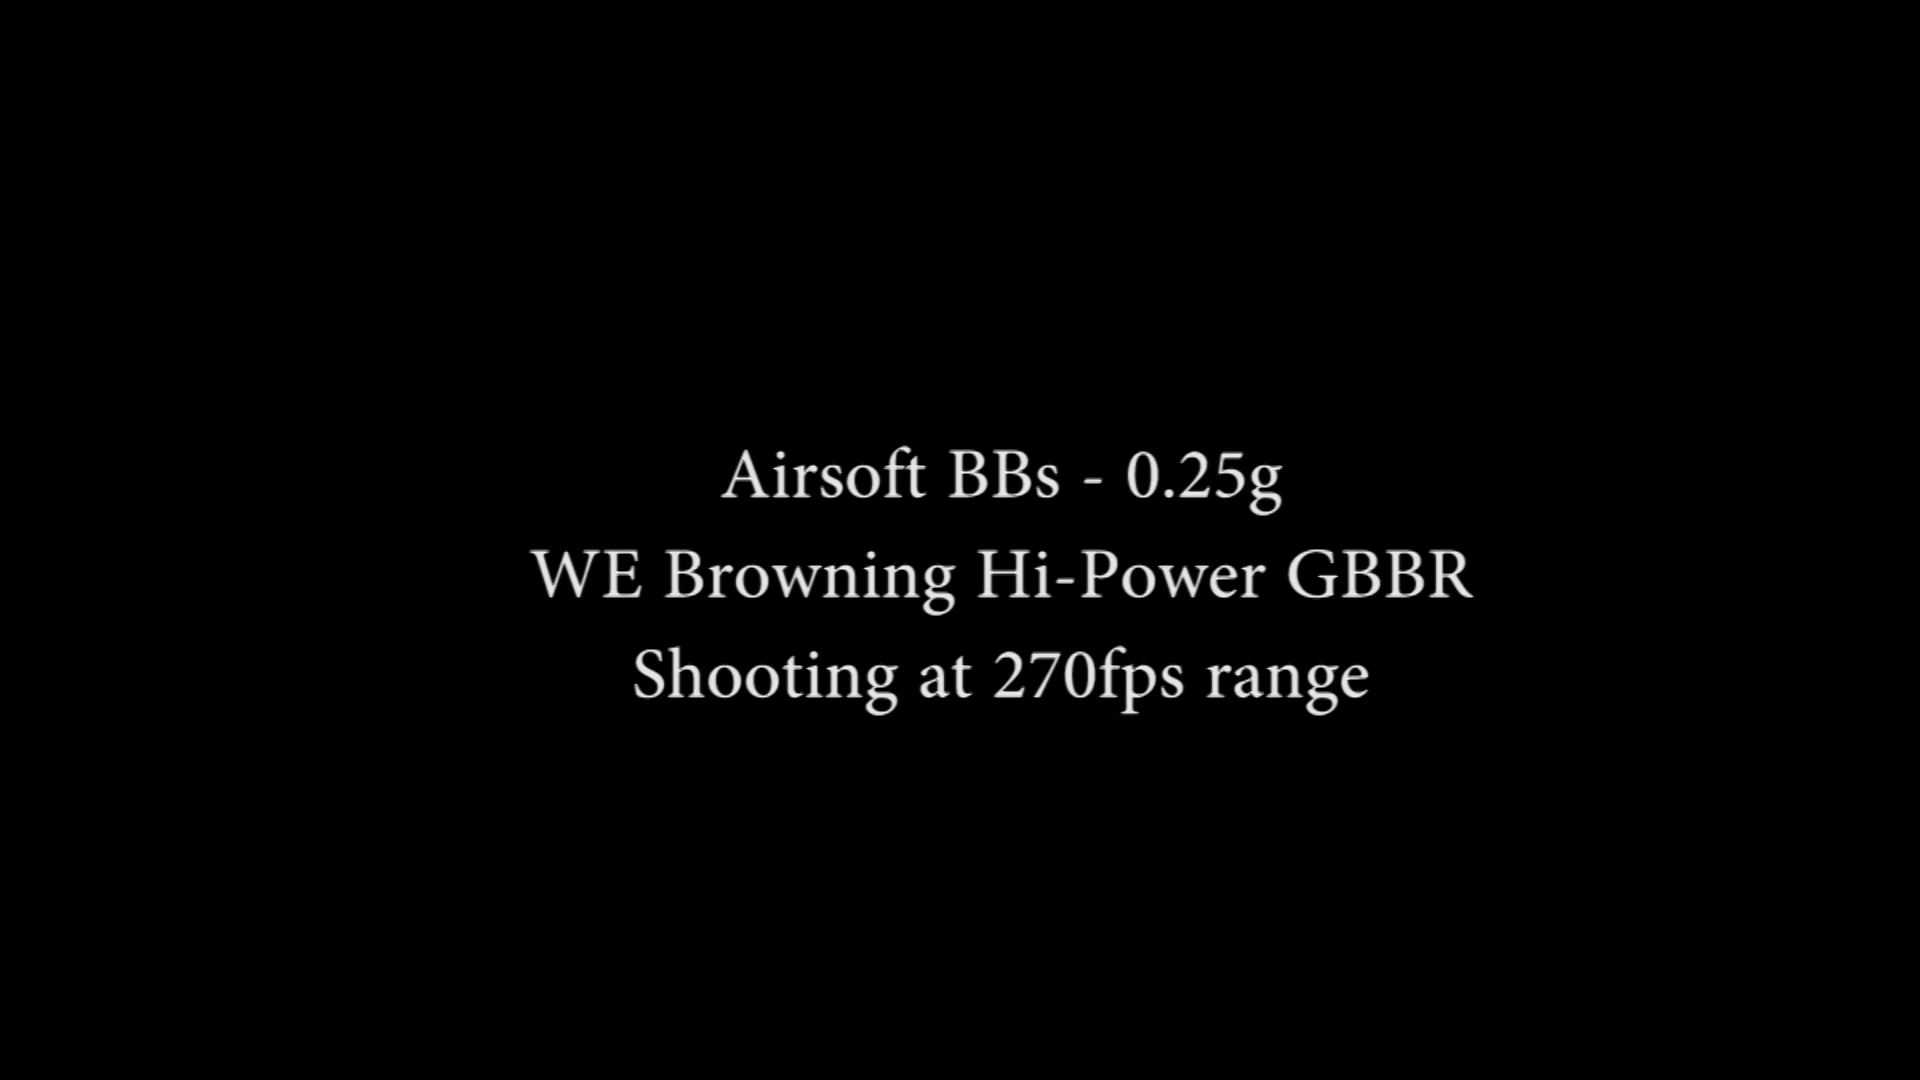 Airsoft BBs - 0.25g
WE Browning Hi-Power GBBR
Shooting at 270fps range